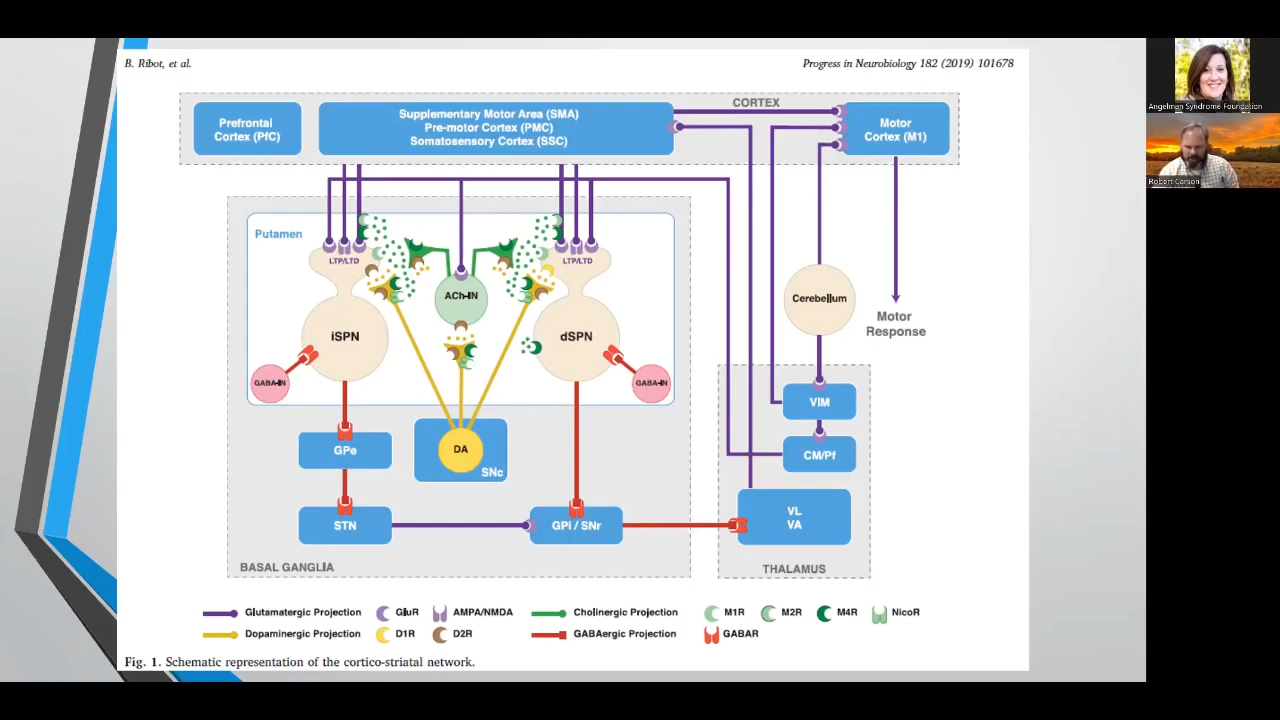 B. Ribot, et al.
Progress in Neurobiology 182 (2019) 101678
CORTEX
Prefrontal
Cortex (PfC)
Supplementary Motor Area (SMA)
Pre-motor Cortex (PMC)
Somatosensory Cortex (SSC)
Motor
Cortex (M1)
Angelman Syndrome Foundation
Robert Carson
Putamen
LTP/LTD
LTP/LTD
ACh-IN
iSPN
dSPN
GABA-IN
GABA-IN
Cerebellum
Motor
Response
VIM
GPe
DA
SNc
CM/Pf
STN
GPi / SNr
VL
VA
BASAL GANGLIA
THALAMUS
Glutamatergic Projection
GluR
AMPA/NMDA
Cholinergic Projection
M1R
M2R
M4R
NicoR
Dopaminergic Projection
D1R
D2R
GABAergic Projection
GABAR
Fig. 1. Schematic representation of the cortico-striatal network.